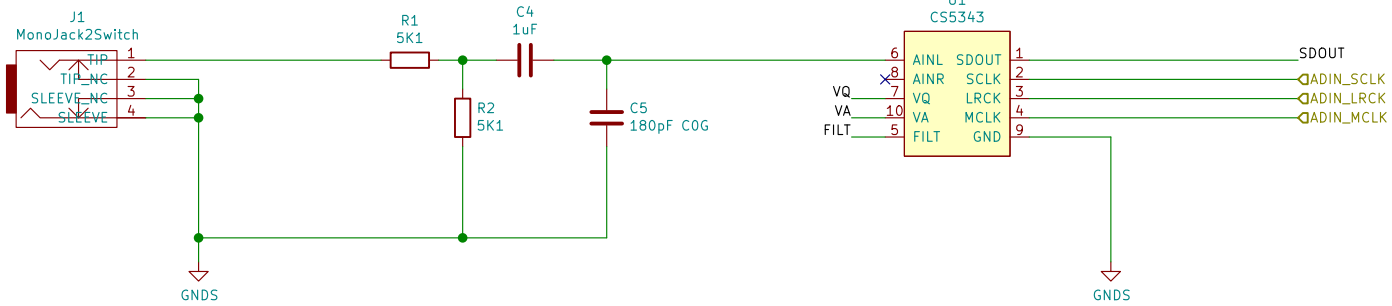 J1
MonoJack2Switch
TIP 1
TIP_NC 2
SLEEVE_NC 3
SLEEVE 4
R1
5K1
C4
1uF
R2
5K1
C5
180pF C0G
GNDS
U1
CS5343
6 AINL SDOUT 1 SDOUT
8 AINR SCLK 2 ADIN_SCLK
VQ 7 VQ LRCK 3 ADIN_LRCK
VA 10 VA MCLK 4 ADIN_MCLK
FILT 5 FILT GND 9
GNDS